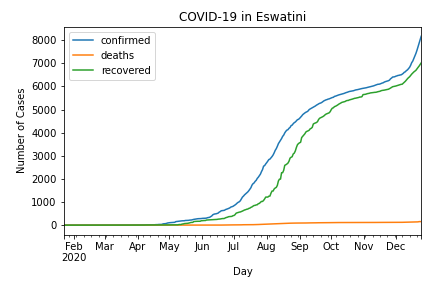 COVID-19 in Eswatini
confirmed
deaths
recovered
Number of Cases
8000
7000
6000
5000
4000
3000
2000
1000
0
Feb Mar Apr May Jun Jul Aug Sep Oct Nov Dec
2020
Day